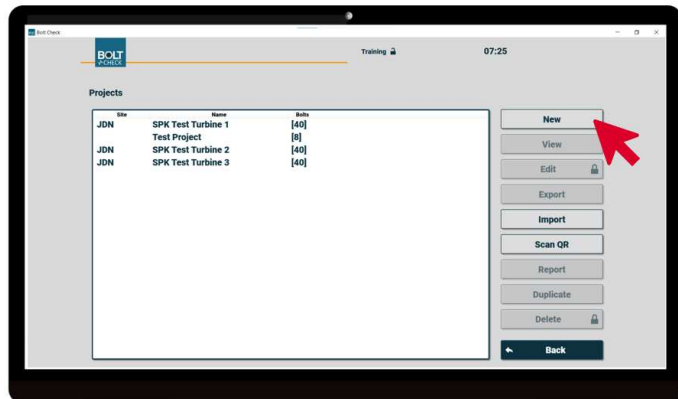 Bolt Check
BOLT
CHECK
Training
07:25
Projects
Site Name Bolts
JDN SPK Test Turbine 1 [40]
Test Project [8]
JDN SPK Test Turbine 2 [40]
JDN SPK Test Turbine 3 [40]
New
View
Edit
Export
Import
Scan QR
Report
Duplicate
Delete
Back